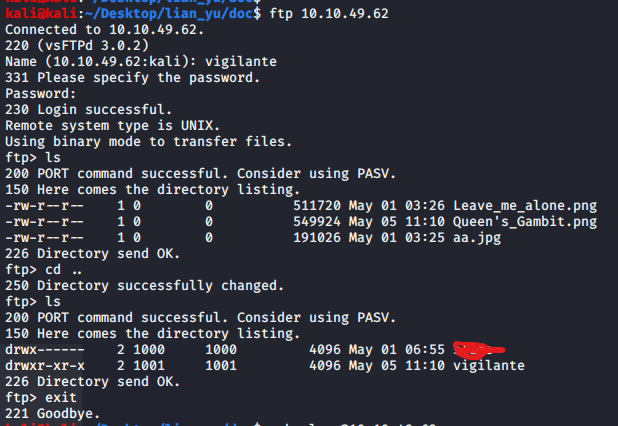 kali@kali:~/Desktop/lian_yu/doc$
kali@kali:~/Desktop/lian_yu/doc$ ftp 10.10.49.62
Connected to 10.10.49.62.
220 (vsFTPd 3.0.2)
Name (10.10.49.62:kali): vigilante
331 Please specify the password.
Password:
230 Login successful.
Remote system type is UNIX.
Using binary mode to transfer files.
ftp> ls
200 PORT command successful. Consider using PASV.
150 Here comes the directory listing.
-rw-r--r-- 1 0 0 511720 May 01 03:26 Leave_me_alone.png
-rw-r--r-- 1 0 0 549924 May 05 11:10 Queen's_Gambit.png
-rw-r--r-- 1 0 0 191026 May 01 03:25 aa.jpg
226 Directory send OK.
ftp> cd ..
250 Directory successfully changed.
ftp> ls
200 PORT command successful. Consider using PASV.
150 Here comes the directory listing.
drwx------ 2 1000 1000 4096 May 01 06:55
drwxr-xr-x 2 1001 1001 4096 May 05 11:10 vigilante
226 Directory send OK.
ftp> exit
221 Goodbye.